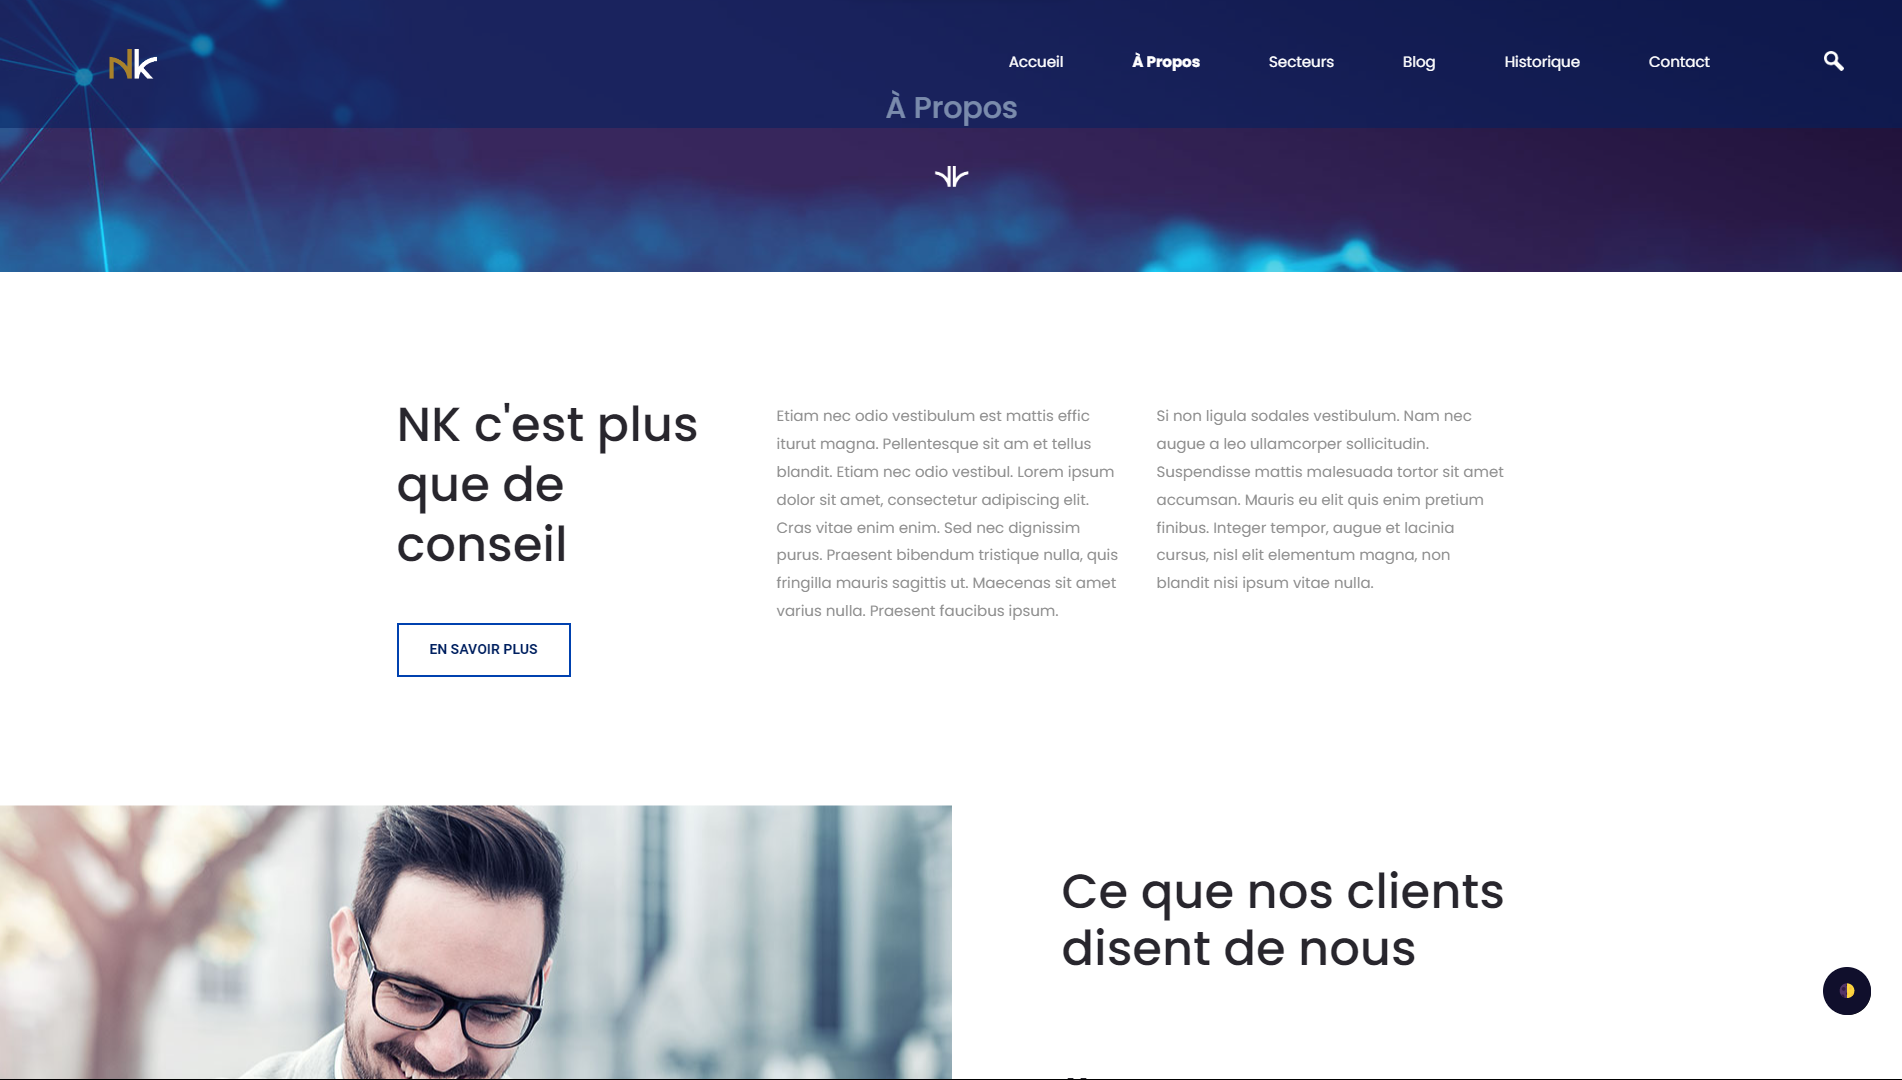 nk
Accueil
À Propos
Secteurs
Blog
Historique
Contact
À Propos
NK c'est plus
que de
conseil
EN SAVOIR PLUS
Etiam nec odio vestibulum est mattis effic
iturut magna. Pellentesque sit am et tellus
blandit. Etiam nec odio vestibul. Lorem ipsum
dolor sit amet, consectetur adipiscing elit.
Cras vitae enim enim. Sed nec dignissim
purus. Praesent bibendum tristique nulla, quis
fringilla mauris sagittis ut. Maecenas sit amet
varius nulla. Praesent faucibus ipsum.
Si non ligula sodales vestibulum. Nam nec
augue a leo ullamcorper sollicitudin.
Suspendisse mattis malesuada tortor sit amet
accumsan. Mauris eu elit quis enim pretium
finibus. Integer tempor, augue et lacinia
cursus, nisl elit elementum magna, non
blandit nisi ipsum vitae nulla.
Ce que nos clients
disent de nous